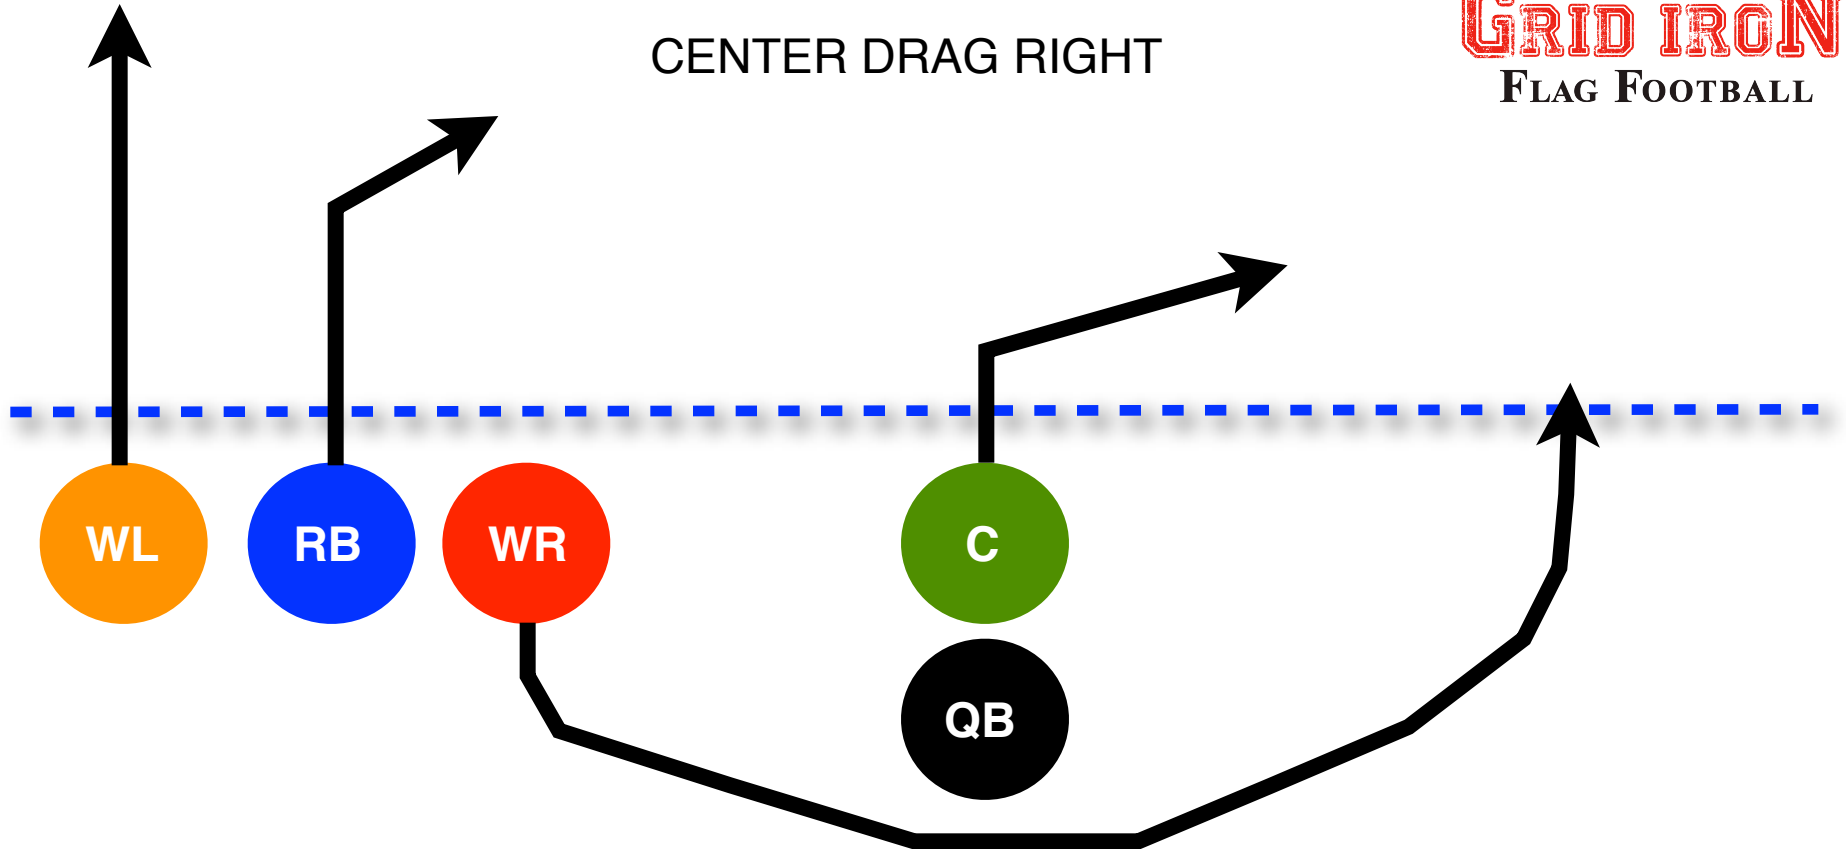 CENTER DRAG RIGHT
GRID IRON
FLAG FOOTBALL
WL
RB
WR
C
QB